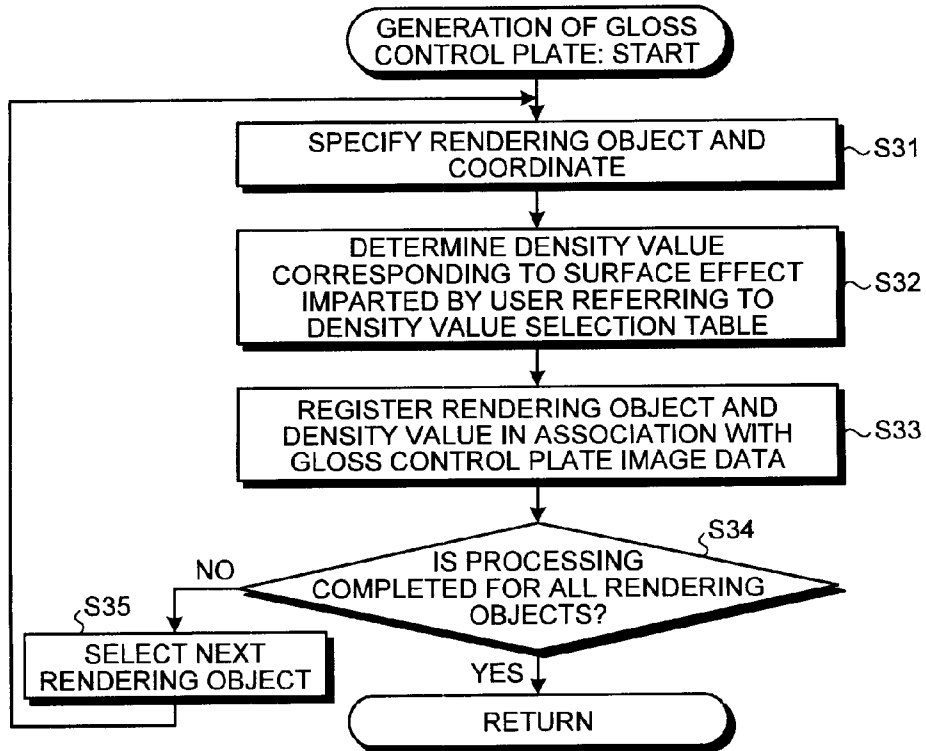 GENERATION OF GLOSS
CONTROL PLATE: START
SPECIFY RENDERING OBJECT AND
COORDINATE
S31
DETERMINE DENSITY VALUE
CORRESPONDING TO SURFACE EFFECT
IMPARTED BY USER REFERRING TO
DENSITY VALUE SELECTION TABLE
S32
REGISTER RENDERING OBJECT AND
DENSITY VALUE IN ASSOCIATION WITH
GLOSS CONTROL PLATE IMAGE DATA
S33
S34
IS PROCESSING
COMPLETED FOR ALL RENDERING
OBJECTS?
NO
S35
SELECT NEXT
RENDERING OBJECT
YES
RETURN